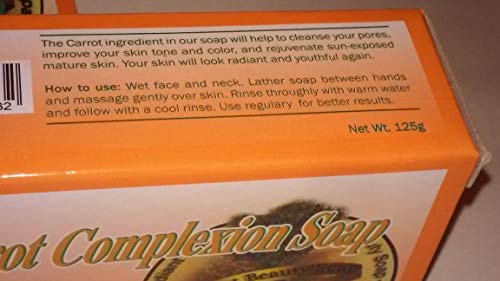 The Carrot ingredient in our soap will help to cleanse your pores,
improve your skin tone and color, and rejuvenate sun-exposed
mature skin. Your skin will look radiant and youthful again.
How to use: Wet face and neck. Lather soap between hands
and massage gently over skin. Rinse throughly with warm water
and follow with a cool rinse. Use regulary for better results.
Net Wt. 125g
Complexion Soap
Beauty